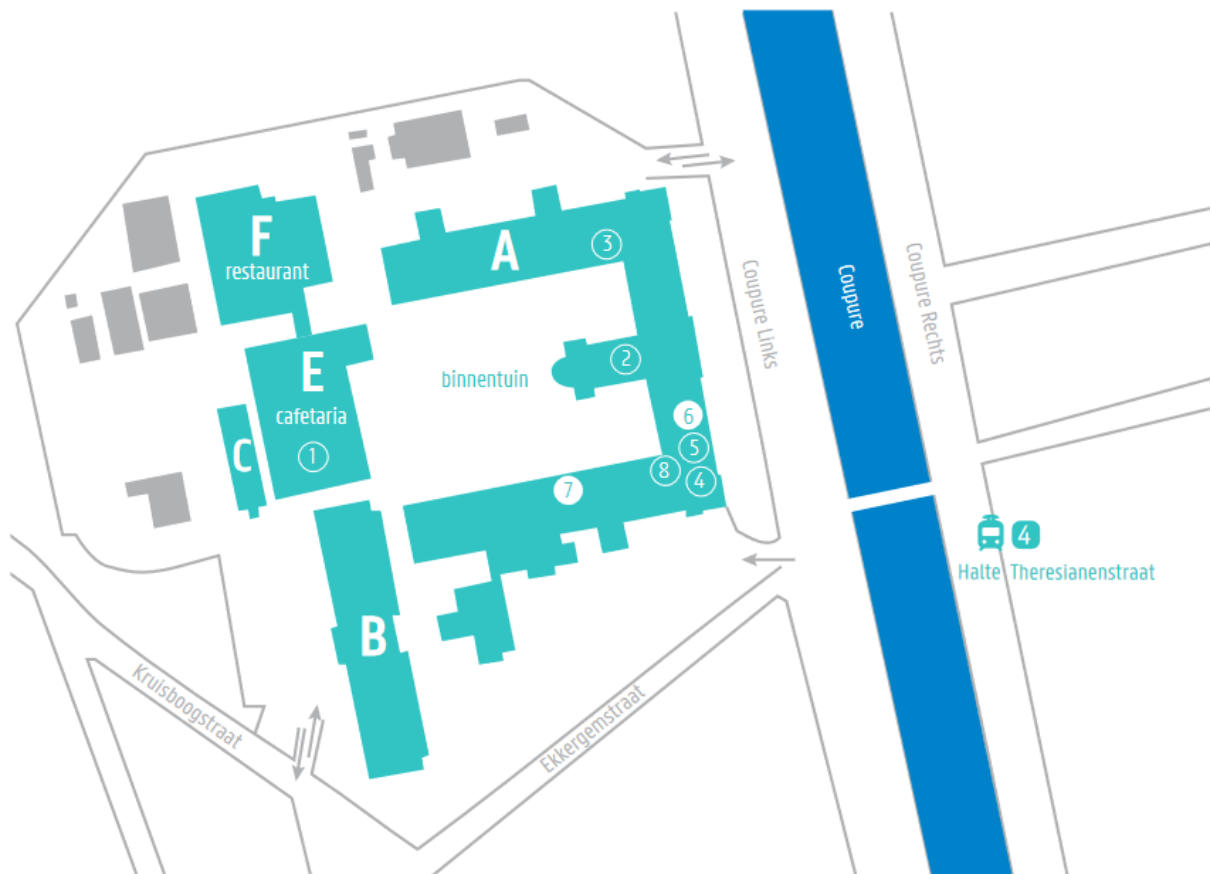 F
restaurant
A
3
Coupure Links
Coupure
Coupure Rechts
E
cafetaria
1
binnentuin
2
C
6
5
8
4
7
4
Halte Theresianenstraat
B
Kruisboogstraat
Ekkergemstraat